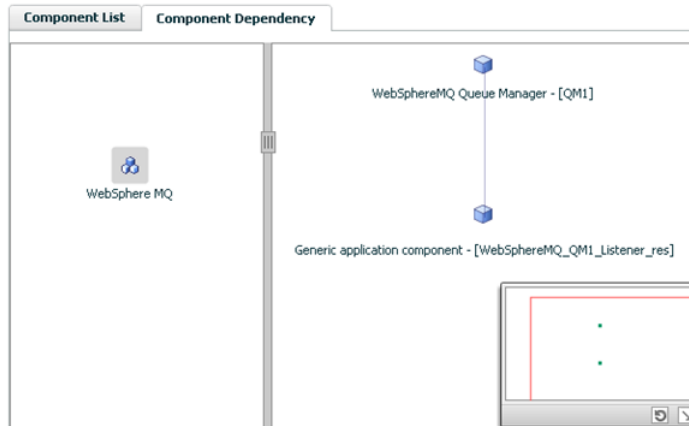 Component List
Component Dependency
WebSphereMQ Queue Manager - [QM1]
WebSphere MQ
Generic application component - [WebSphereMQ_QM1_Listener_res]